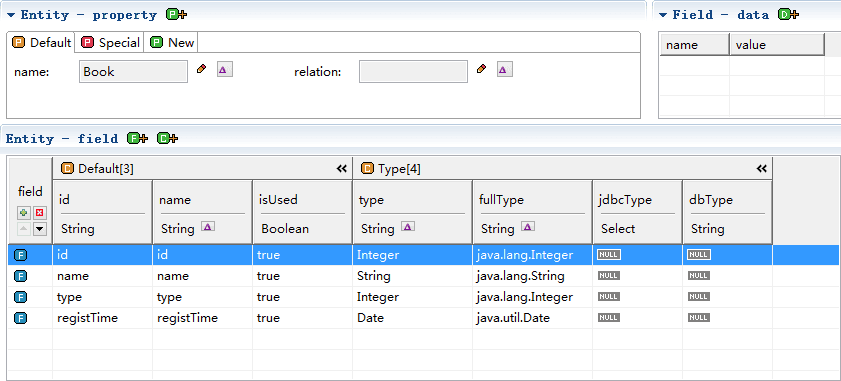 Entity - property
Field - data
Default Special New
name: Book relation:
name value
Entity - field
field Default[3] « Type[4] «
id name isUsed type fullType jdbcType dbType
String String Boolean String String Select String
id id true Integer java.lang.Integer NULL NULL
name name true String java.lang.String NULL NULL
type type true Integer java.lang.Integer NULL NULL
registTime registTime true Date java.util.Date NULL NULL